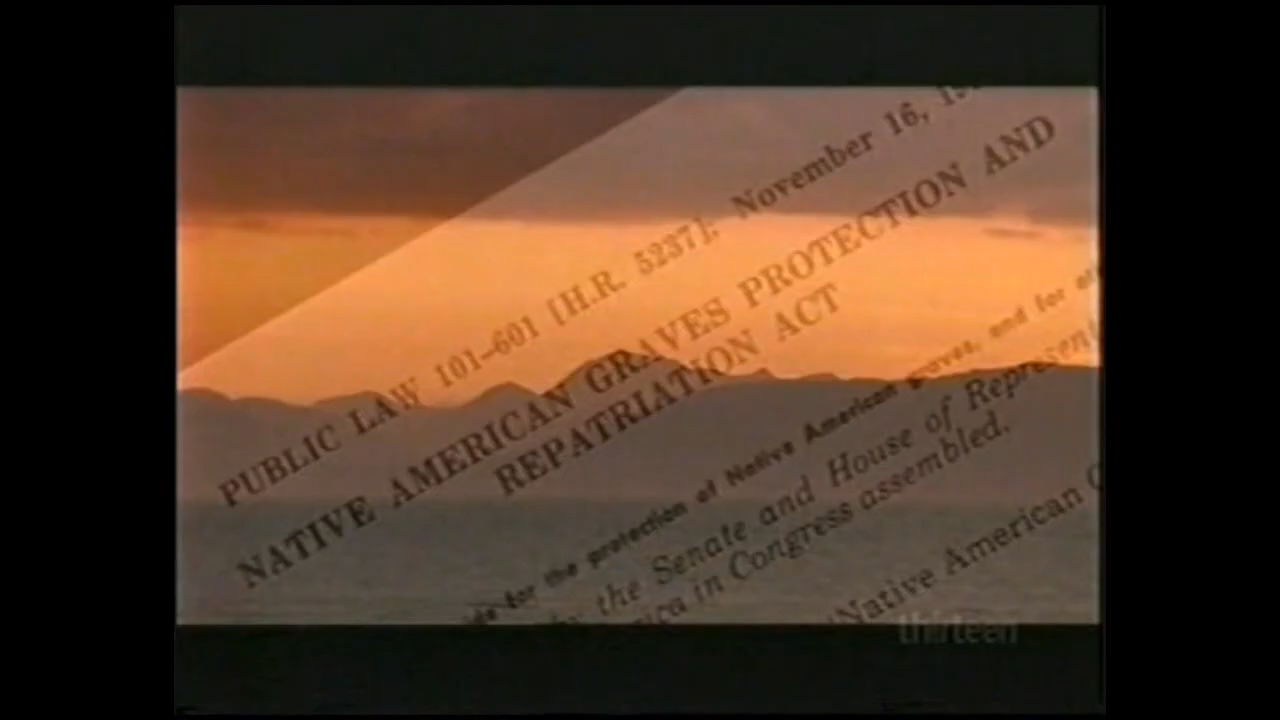 PUBLIC LAW 101–601 [H.R. 5237]; November 16,
NATIVE AMERICAN GRAVES PROTECTION AND
REPATRIATION ACT
for the protection of Native American graves, and for
the Senate and House of
in Congress assembled,
"Native American
thirteen